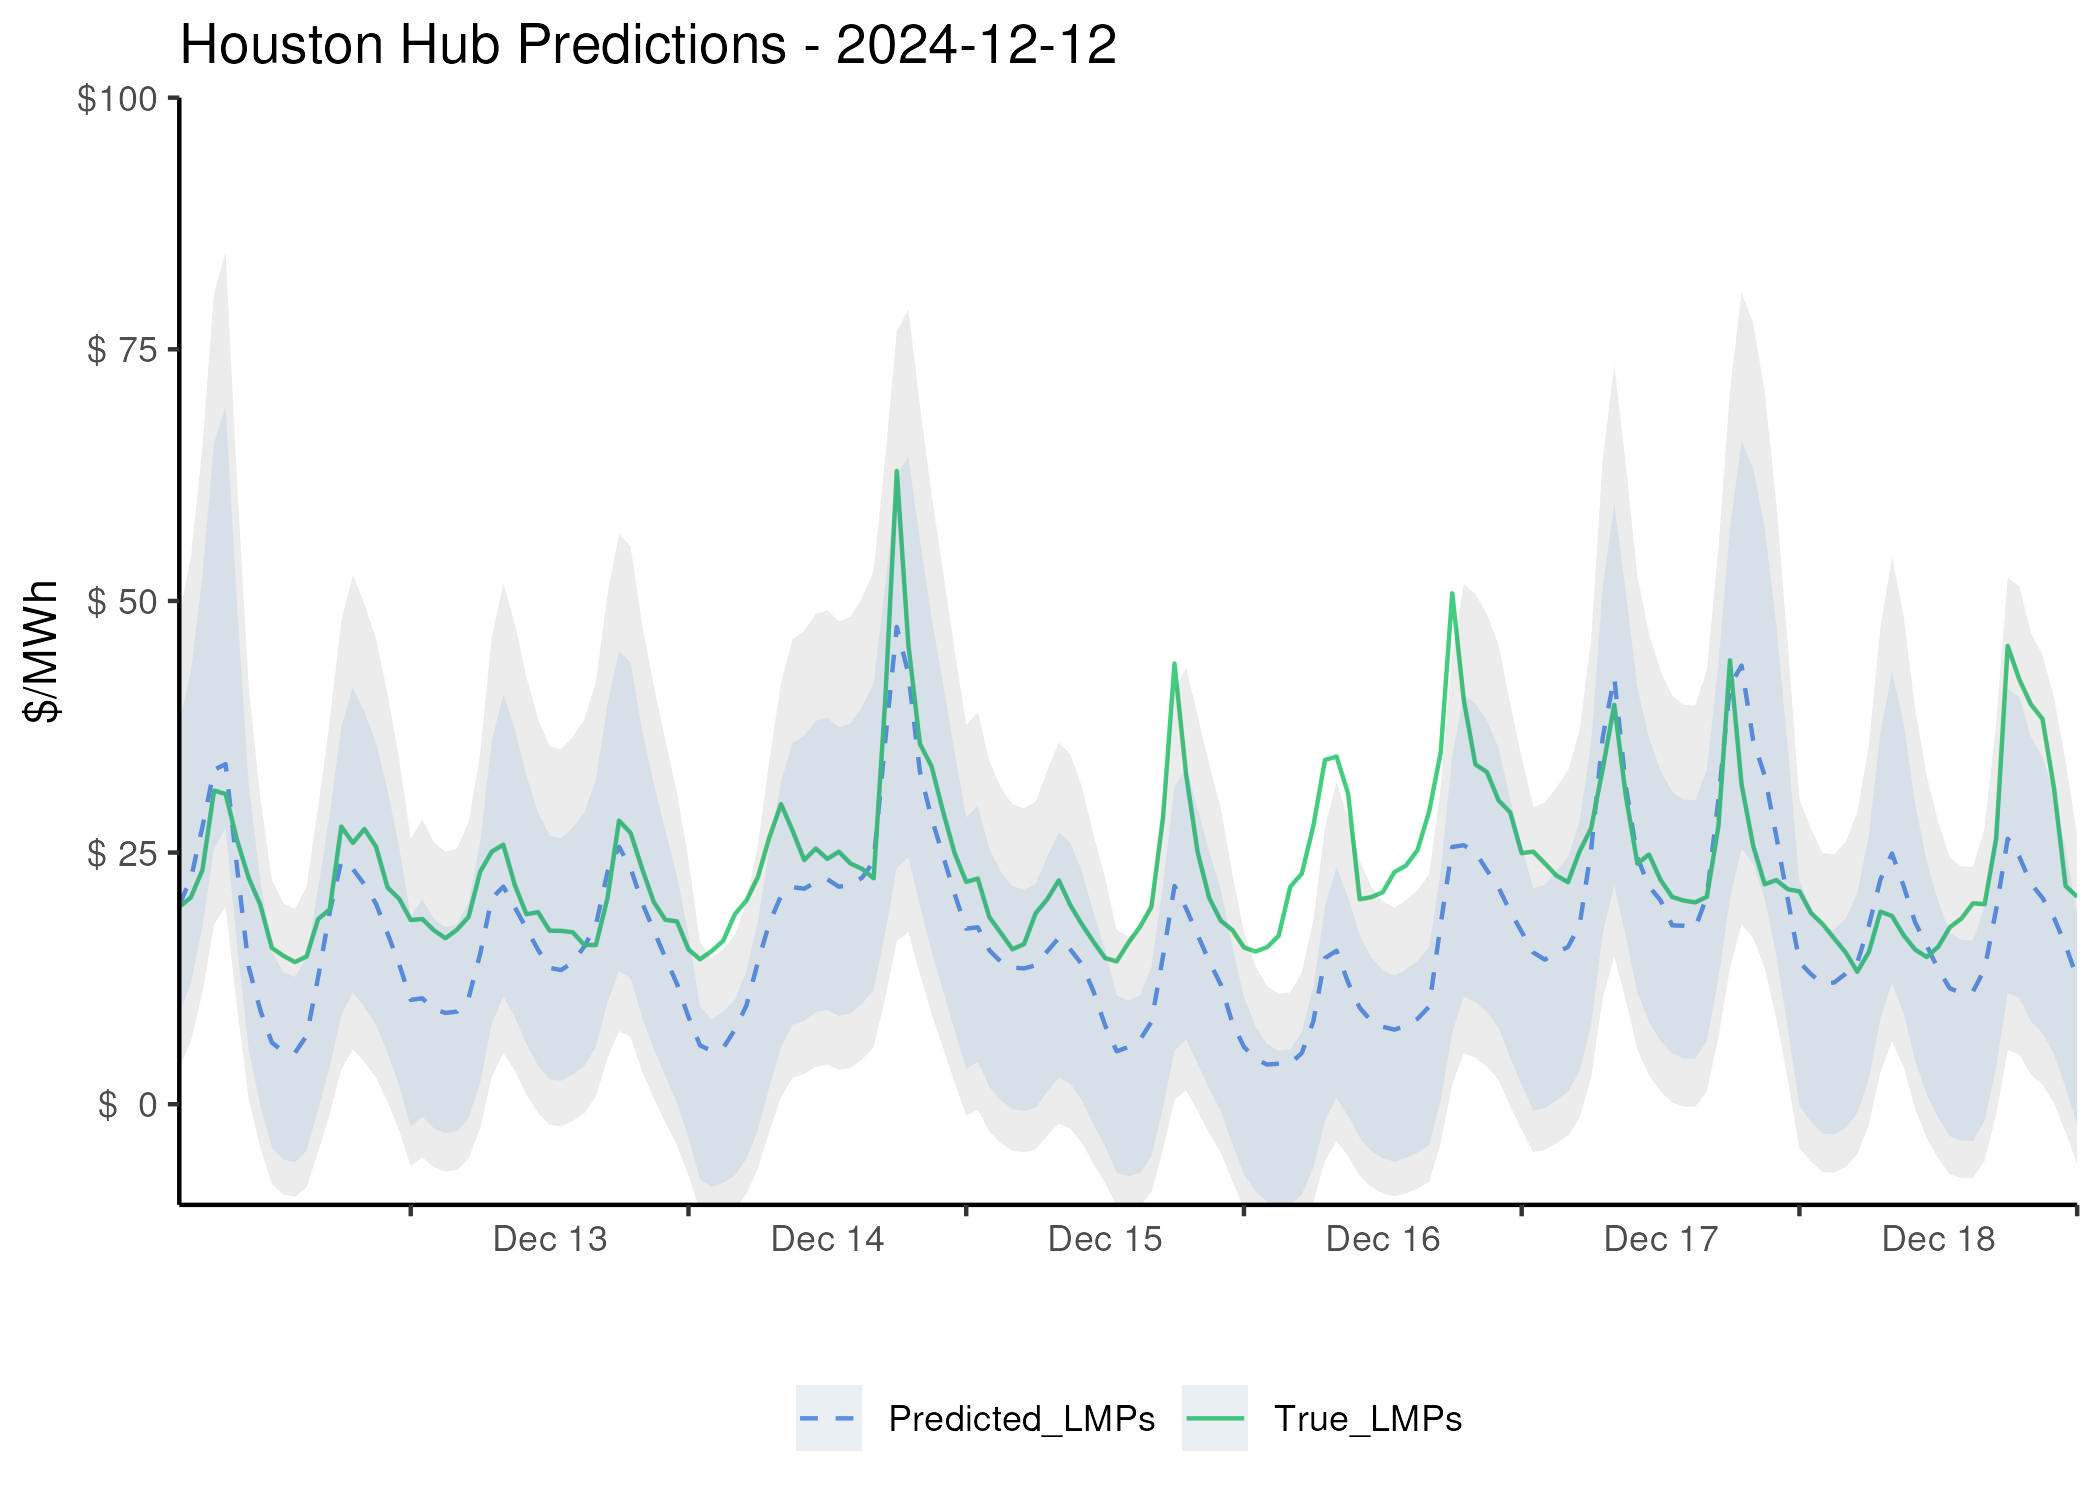 Houston Hub Predictions - 2024-12-12
$100
$ 75
$ 50
$ 25
$ 0
$/MWh
Dec 13 Dec 14 Dec 15 Dec 16 Dec 17 Dec 18
Predicted_LMPs True_LMPs